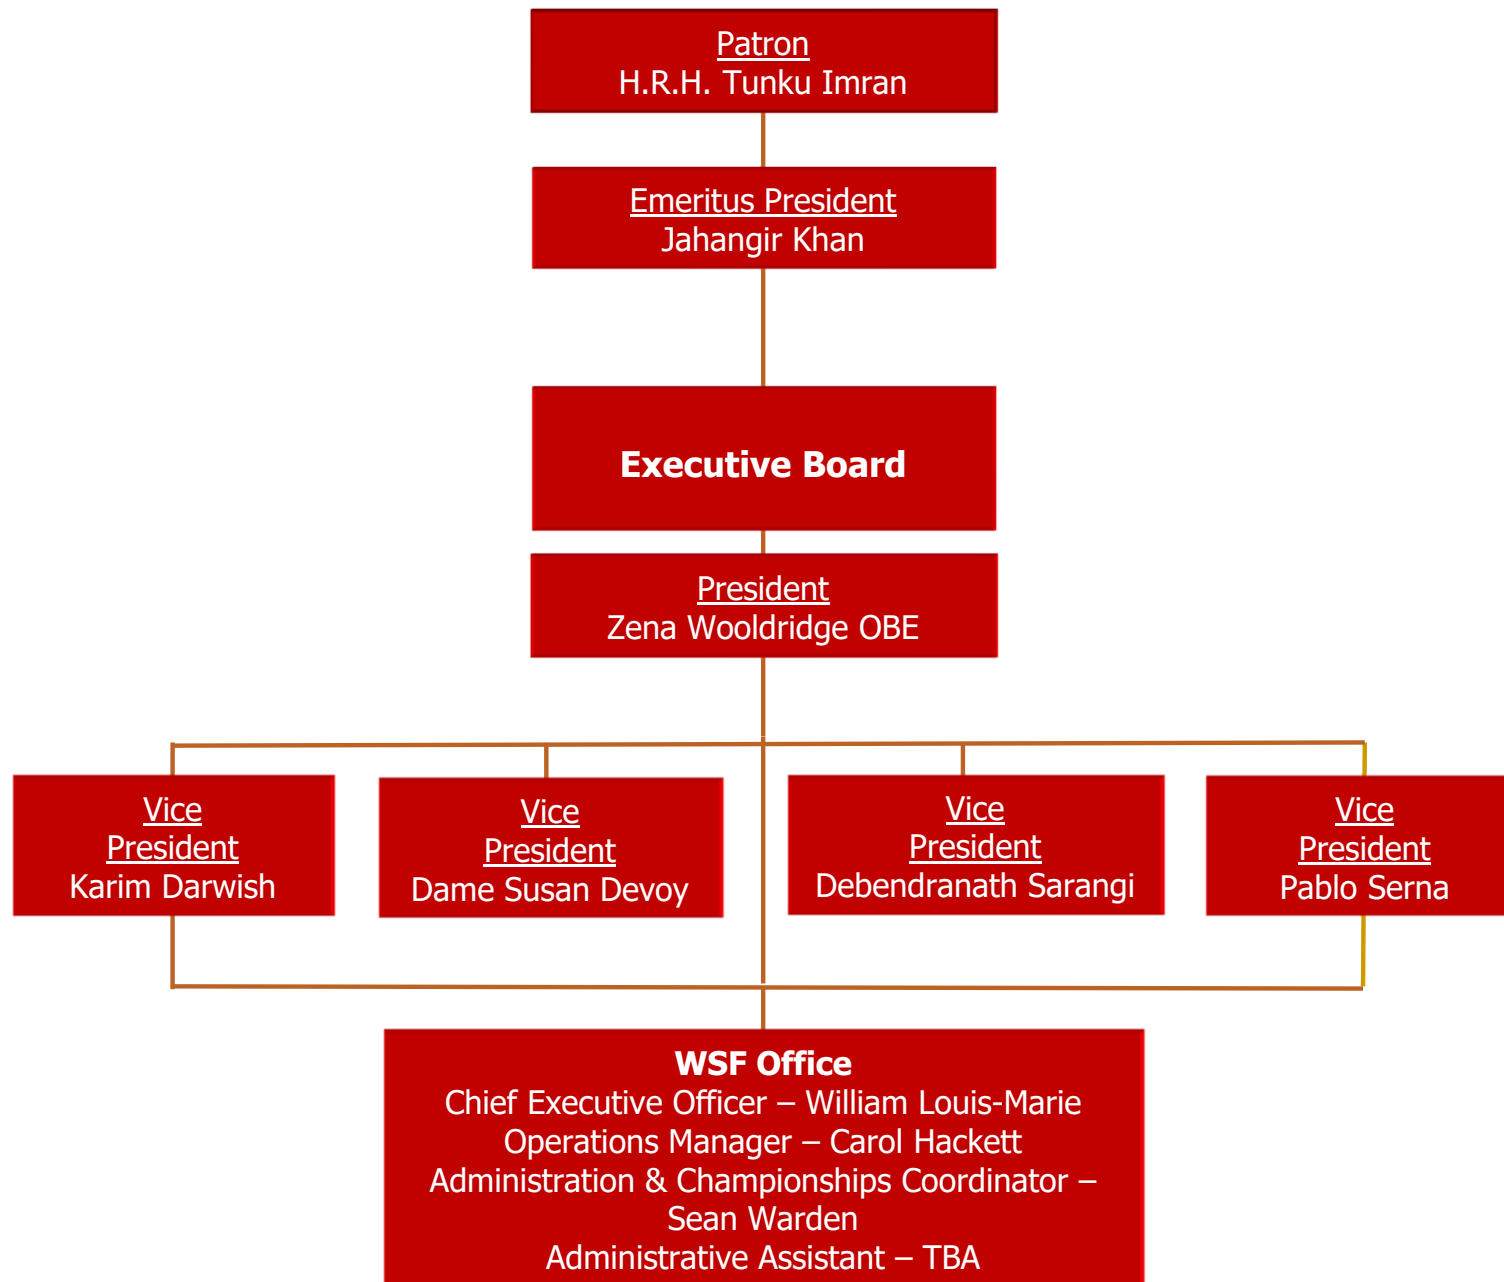 Patron
H.R.H. Tunku Imran
Emeritus President
Jahangir Khan
Executive Board
President
Zena Wooldridge OBE
Vice
President
Karim Darwish
Vice
President
Dame Susan Devoy
Vice
President
Debendranath Sarangi
Vice
President
Pablo Serna
WSF Office
Chief Executive Officer – William Louis-Marie
Operations Manager – Carol Hackett
Administration & Championships Coordinator –
Sean Warden
Administrative Assistant – TBA